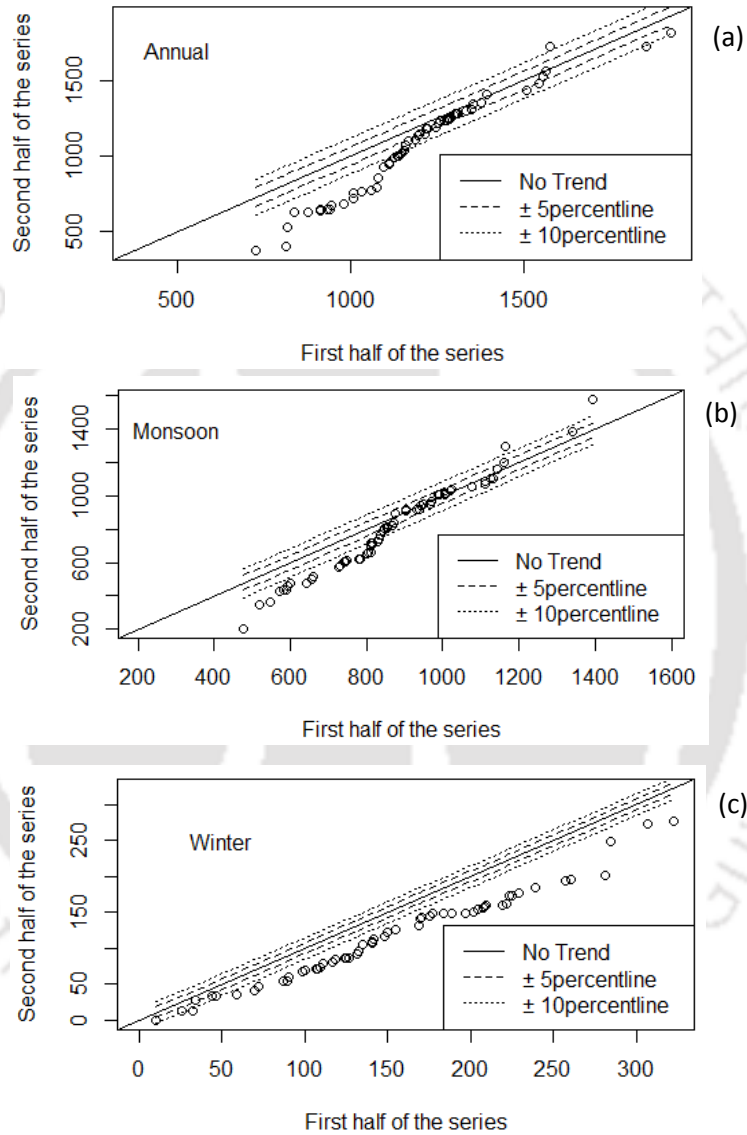 (a)
Annual
Second half of the series
500
1000
1500
No Trend
± 5percentline
± 10percentline
500
1000
1500
First half of the series
(b)
Monsoon
Second half of the series
200
600
1000
1400
No Trend
± 5percentline
± 10percentline
200
400
600
800
1000
1200
1400
1600
First half of the series
(c)
Winter
Second half of the series
0
50
150
250
No Trend
± 5percentline
± 10percentline
0
50
100
150
200
250
300
First half of the series